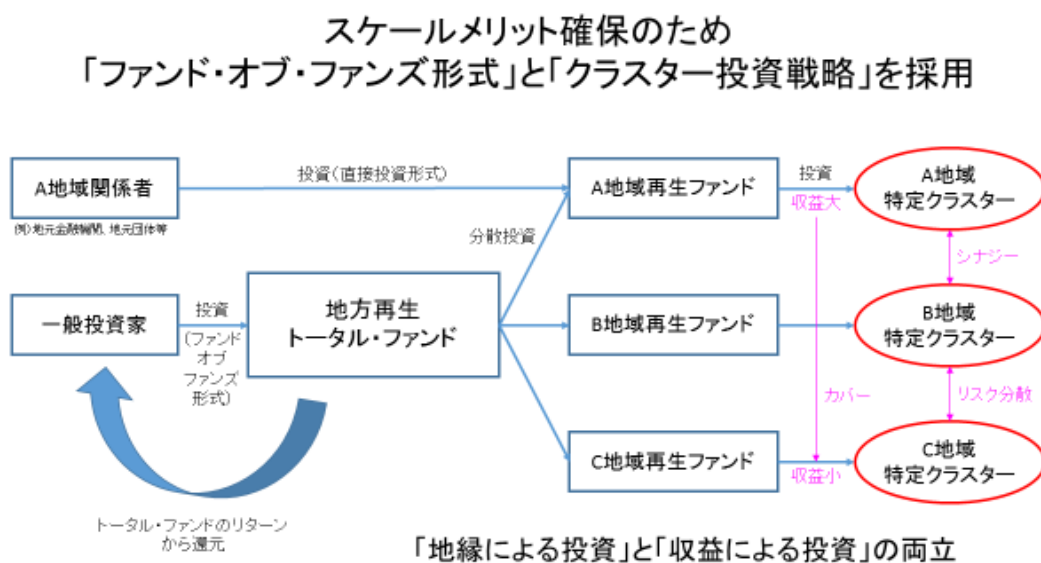 スケールメリット確保のため
「ファンド・オブ・ファンズ形式」と「クラスター投資戦略」を採用
A地域関係者
例)地元金融機関、地元団体等
投資(直接投資形式)
A地域再生ファンド
投資
収益大
A地域
特定クラスター
分散投資
シナジー
一般投資家
投資
(ファンド
オブ
ファンズ
形式)
地方再生
トータル・ファンド
B地域再生ファンド
B地域
特定クラスター
カバー
リスク分散
C地域再生ファンド
収益小
C地域
特定クラスター
トータル・ファンドのリターン
から還元
「地縁による投資」と「収益による投資」の両立